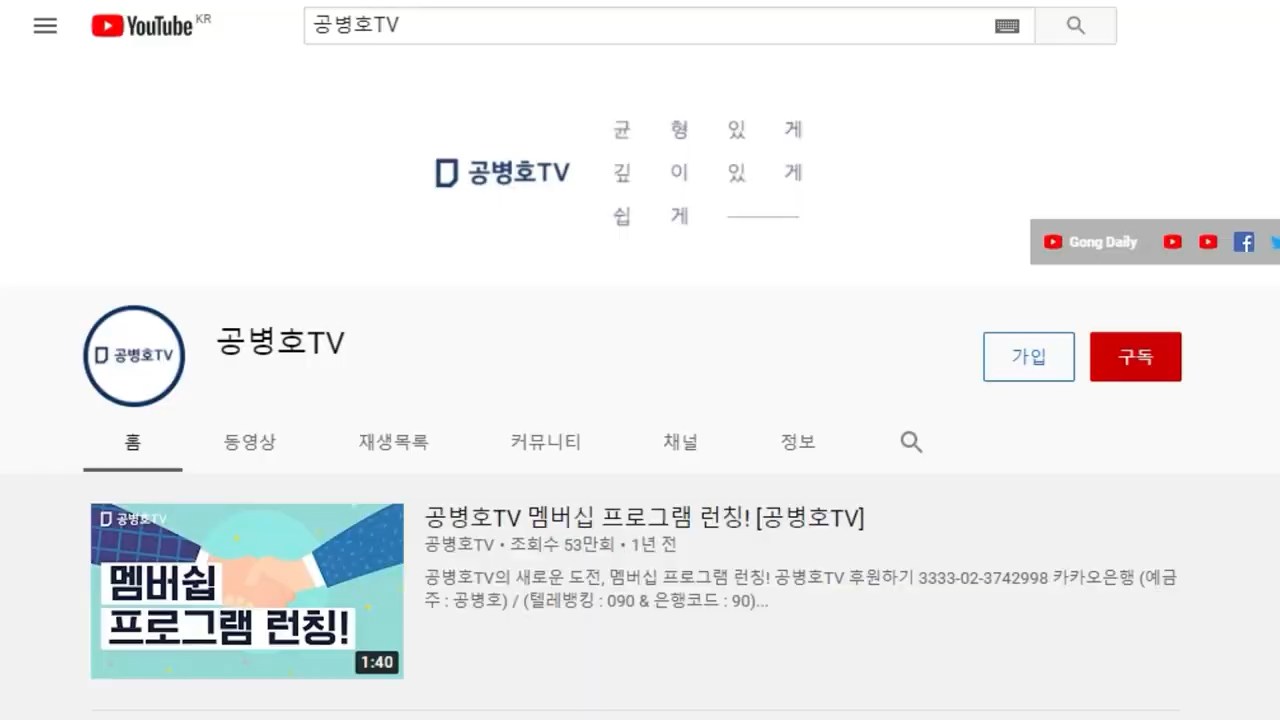 YouTube KR
공병호TV
균 형 있 게
공병호TV
깊 이 있 게
쉽 게
Gong Daily
공병호TV
공병호TV
가입
구독
홈
동영상
재생목록
커뮤니티
채널
정보
공병호TV
멤버쉽
프로그램 런칭!
1:40
공병호TV 멤버십 프로그램 런칭! [공병호TV]
공병호TV • 조회수 53만회 • 1년 전
공병호TV의 새로운 도전, 멤버십 프로그램 런칭! 공병호TV 후원하기 3333-02-3742998 카카오은행 (예금
주 : 공병호) / (텔레뱅킹 : 090 & 은행코드 : 90)...